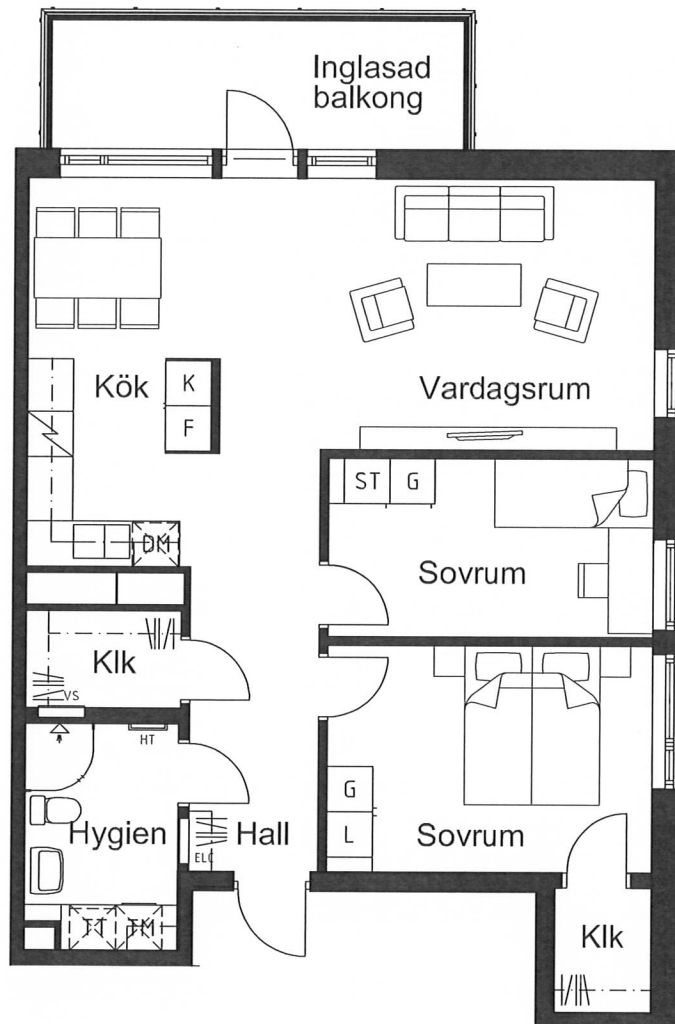 Inglasad
balkong
Kök
K
F
Vardagsrum
ST G
DM
Sovrum
Klk
VS
HT
G
L
Hygien
Hall
Sovrum
ELC
TT TM
Klk